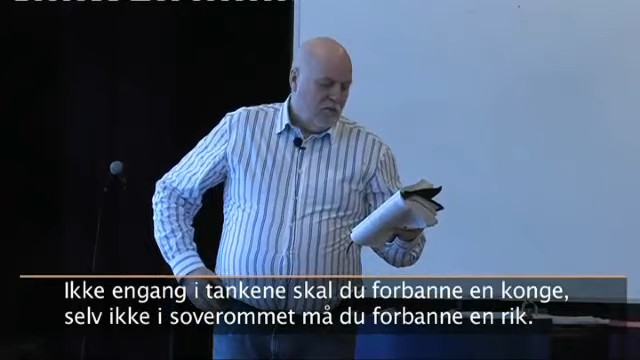 Ikke engang i tankene skal du forbanne en konge,
selv ikke i soverommet må du forbanne en rik.